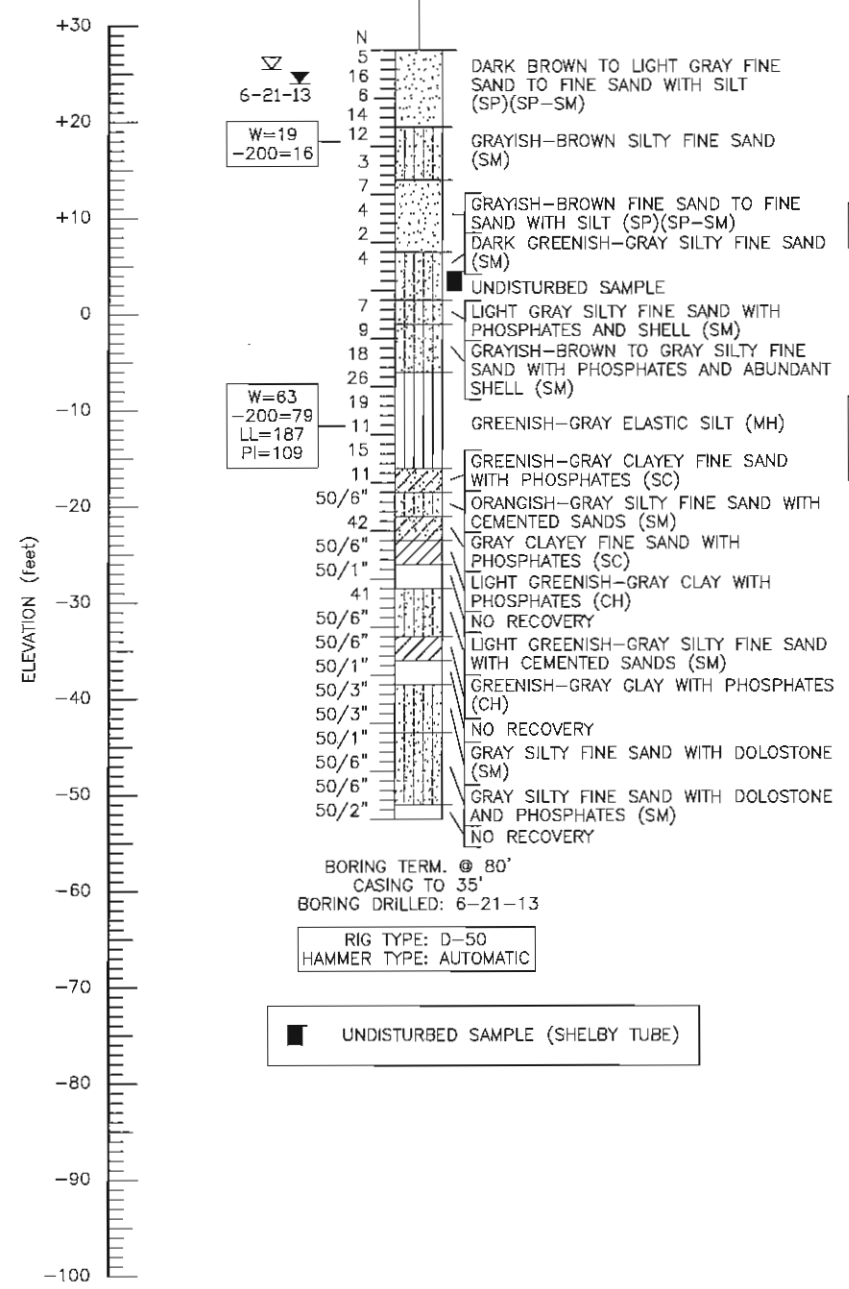 +30
+20
+10
0
-10
-20
-30
-40
-50
-60
-70
-80
-90
-100
ELEVATION (feet)
6-21-13
W=19
-200=16
W=63
-200=79
LL=187
PI=109
N
5
16
6
14
12
3
7
4
2
4
7
9
18
26
19
11
15
11
50/6"
42
50/6"
50/1"
41
50/6"
50/6"
50/1"
50/3"
50/3"
50/1"
50/6"
50/6"
50/2"
DARK BROWN TO LIGHT GRAY FINE
SAND TO FINE SAND WITH SILT
(SP)(SP-SM)
GRAYISH-BROWN SILTY FINE SAND
(SM)
GRAYISH-BROWN FINE SAND TO FINE
SAND WITH SILT (SP)(SP-SM)
DARK GREENISH-GRAY SILTY FINE SAND
(SM)
UNDISTURBED SAMPLE
LIGHT GRAY SILTY FINE SAND WITH
PHOSPHATES AND SHELL (SM)
GRAYISH-BROWN TO GRAY SILTY FINE
SAND WITH PHOSPHATES AND ABUNDANT
SHELL (SM)
GREENISH-GRAY ELASTIC SILT (MH)
GREENISH-GRAY CLAYEY FINE SAND
WITH PHOSPHATES (SC)
ORANGISH-GRAY SILTY FINE SAND WITH
CEMENTED SANDS (SM)
GRAY CLAYEY FINE SAND WITH
PHOSPHATES (SC)
LIGHT GREENISH-GRAY CLAY WITH
PHOSPHATES (CH)
NO RECOVERY
LIGHT GREENISH-GRAY SILTY FINE SAND
WITH CEMENTED SANDS (SM)
GREENISH-GRAY CLAY WITH PHOSPHATES
(CH)
NO RECOVERY
GRAY SILTY FINE SAND WITH DOLOSTONE
(SM)
GRAY SILTY FINE SAND WITH DOLOSTONE
AND PHOSPHATES (SM)
NO RECOVERY
BORING TERM. @ 80'
CASING TO 35'
BORING DRILLED: 6-21-13
RIG TYPE: D-50
HAMMER TYPE: AUTOMATIC
UNDISTURBED SAMPLE (SHELBY TUBE)